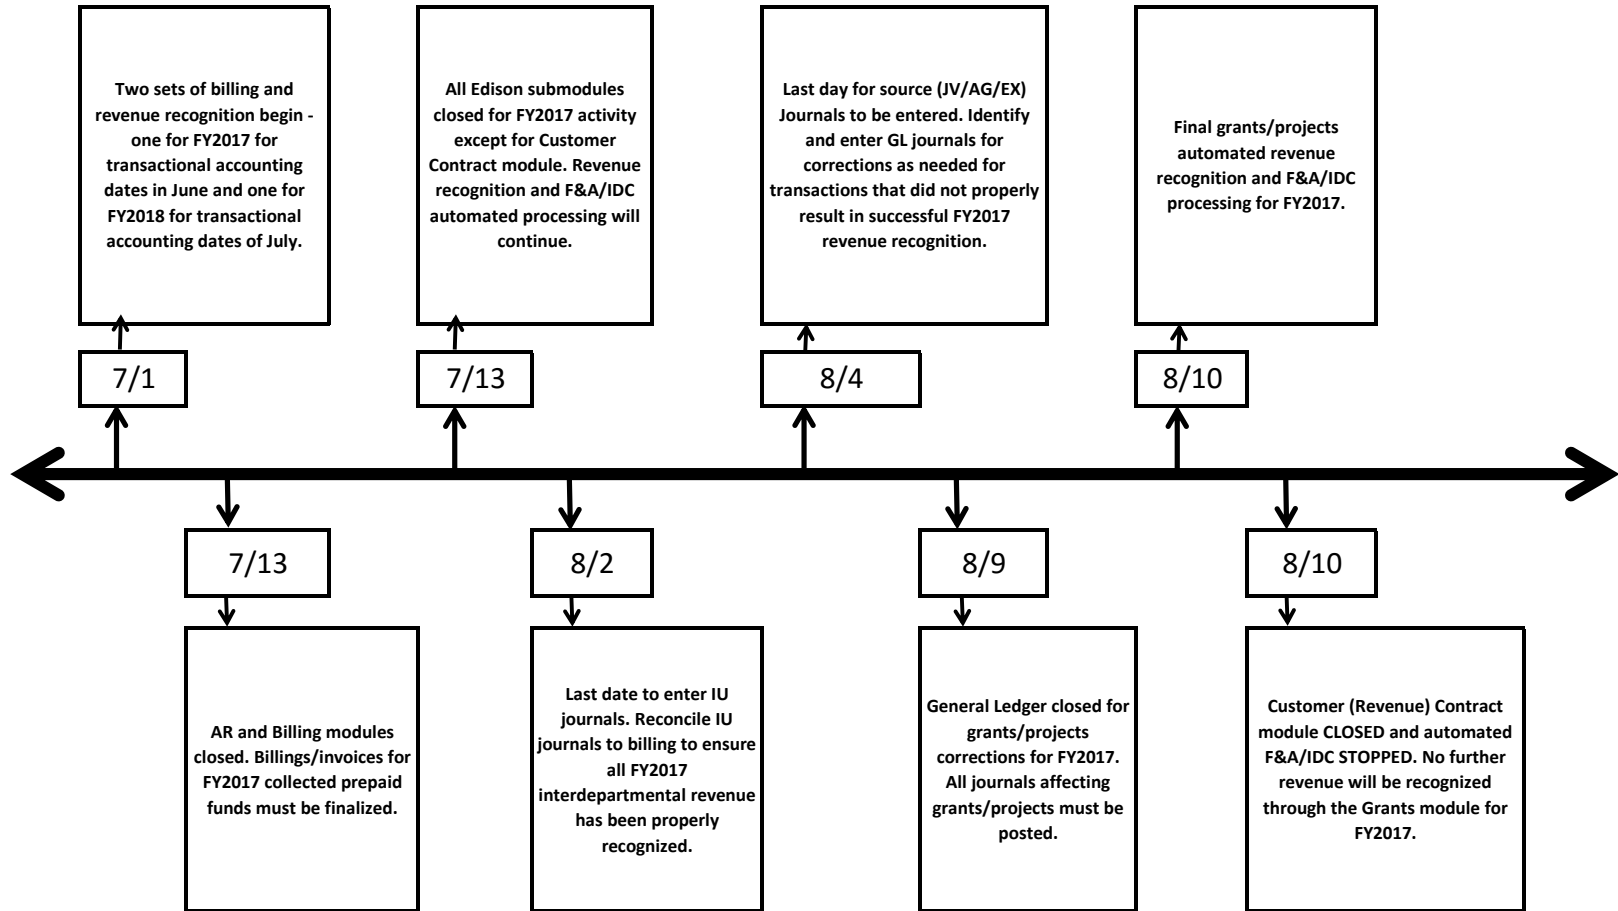 Two sets of billing and
revenue recognition begin -
one for FY2017 for
transactional accounting
dates in June and one for
FY2018 for transactional
accounting dates of July.
All Edison submodules
closed for FY2017 activity
except for Customer
Contract module. Revenue
recognition and F&A/IDC
automated processing will
continue.
Last day for source (JV/AG/EX)
Journals to be entered. Identify
and enter GL journals for
corrections as needed for
transactions that did not properly
result in successful FY2017
revenue recognition.
Final grants/projects
automated revenue
recognition and F&A/IDC
processing for FY2017.
7/1
7/13
8/4
8/10
7/13
8/2
8/9
8/10
AR and Billing modules
closed. Billings/invoices for
FY2017 collected prepaid
funds must be finalized.
Last date to enter IU
journals. Reconcile IU
journals to billing to ensure
all FY2017
interdepartmental revenue
has been properly
recognized.
General Ledger closed for
grants/projects
corrections for FY2017.
All journals affecting
grants/projects must be
posted.
Customer (Revenue) Contract
module CLOSED and automated
F&A/IDC STOPPED. No further
revenue will be recognized
through the Grants module for
FY2017.